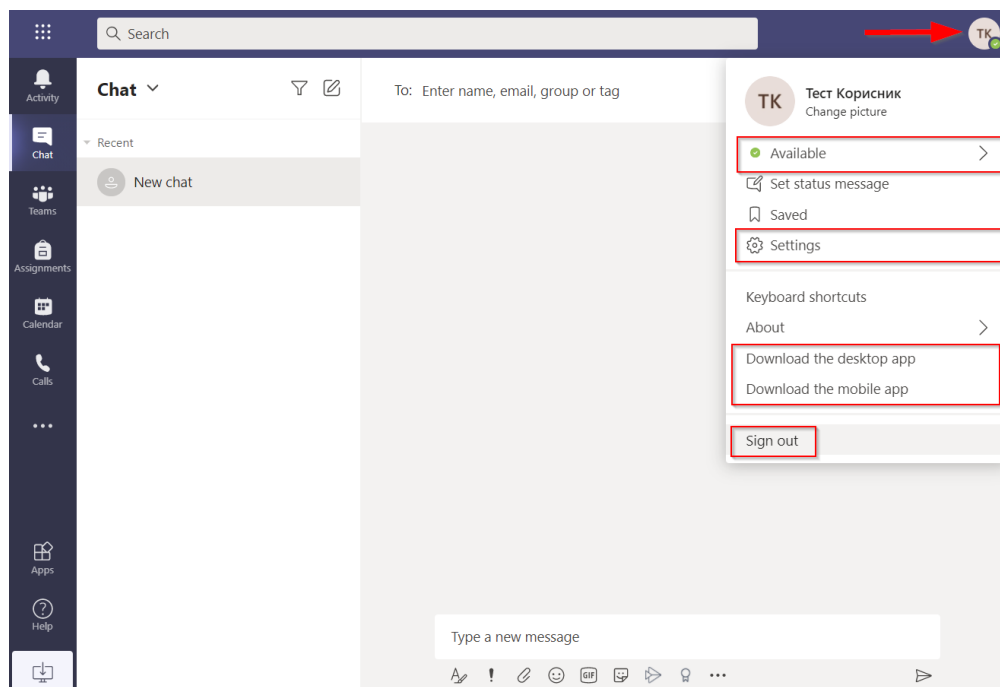 Search
TK
Activity
Chat
Teams
Assignments
Calendar
Calls
Apps
Help
Chat
Recent
New chat
To: Enter name, email, group or tag
TK
Тест Корисник
Change picture
Available
Set status message
Saved
Settings
Keyboard shortcuts
About
Download the desktop app
Download the mobile app
Sign out
Type a new message
GIF